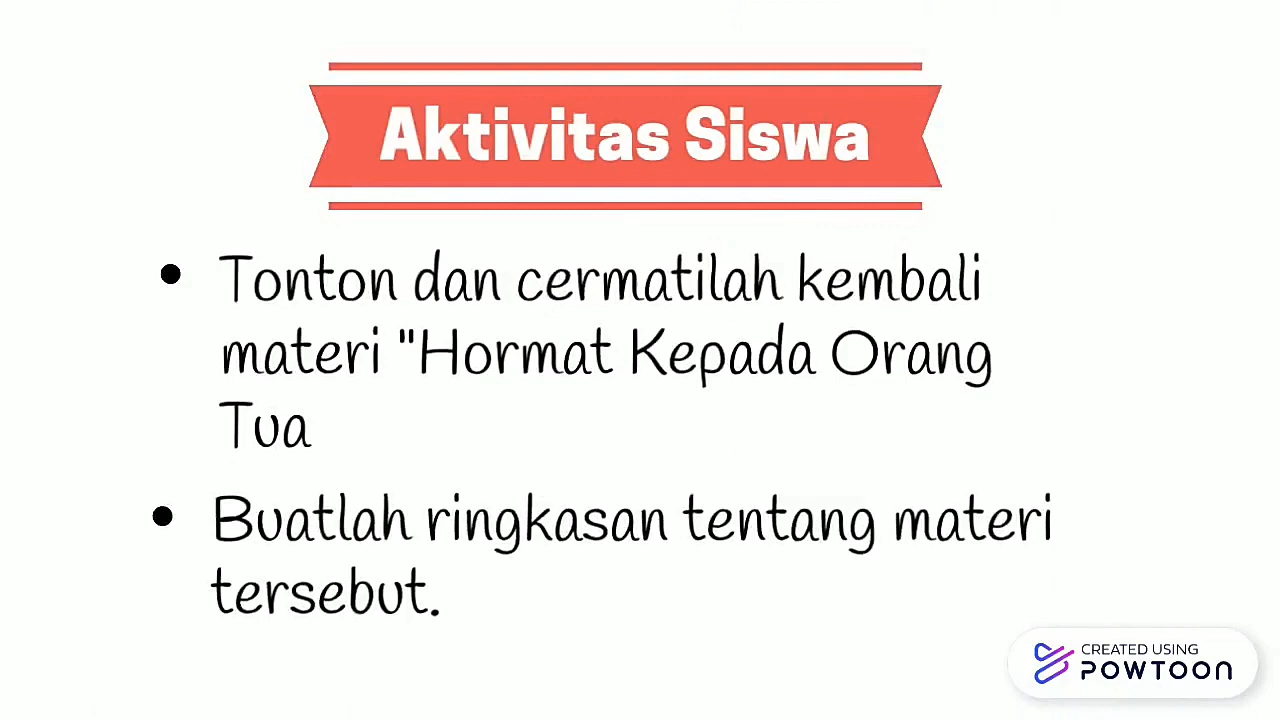 Aktivitas Siswa
• Tonton dan cermatilah kembali
materi "Hormat Kepada Orang
Tua
• Buatlah ringkasan tentang materi
tersebut.
CREATED USING
POWTOON